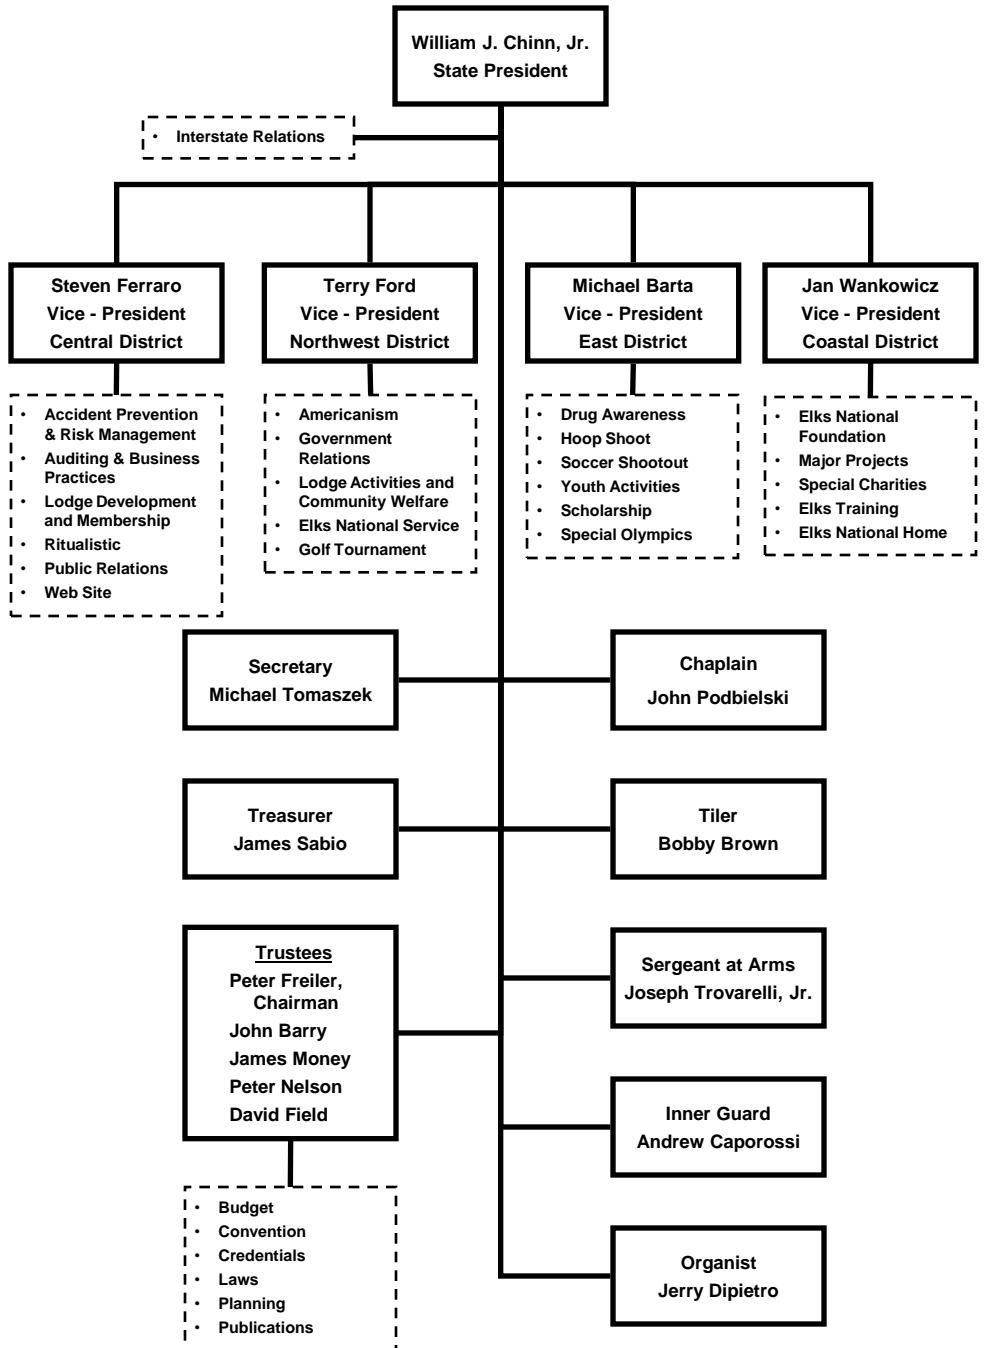 William J. Chinn, Jr.
State President
• Interstate Relations
Steven Ferraro
Vice - President
Central District
Terry Ford
Vice - President
Northwest District
Michael Barta
Vice - President
East District
Jan Wankowicz
Vice - President
Coastal District
• Accident Prevention
& Risk Management
• Auditing & Business
Practices
• Lodge Development
and Membership
• Ritualistic
• Public Relations
• Web Site
• Americanism
• Government
Relations
• Lodge Activities and
Community Welfare
• Elks National Service
• Golf Tournament
• Drug Awareness
• Hoop Shoot
• Soccer Shootout
• Youth Activities
• Scholarship
• Special Olympics
• Elks National
Foundation
• Major Projects
• Special Charities
• Elks Training
• Elks National Home
Secretary
Michael Tomaszek
Chaplain
John Podbielski
Treasurer
James Sabio
Tiler
Bobby Brown
Trustees
Peter Freiler,
Chairman
John Barry
James Money
Peter Nelson
David Field
Sergeant at Arms
Joseph Trovarelli, Jr.
Inner Guard
Andrew Caporossi
• Budget
• Convention
• Credentials
• Laws
• Planning
• Publications
Organist
Jerry Dipietro